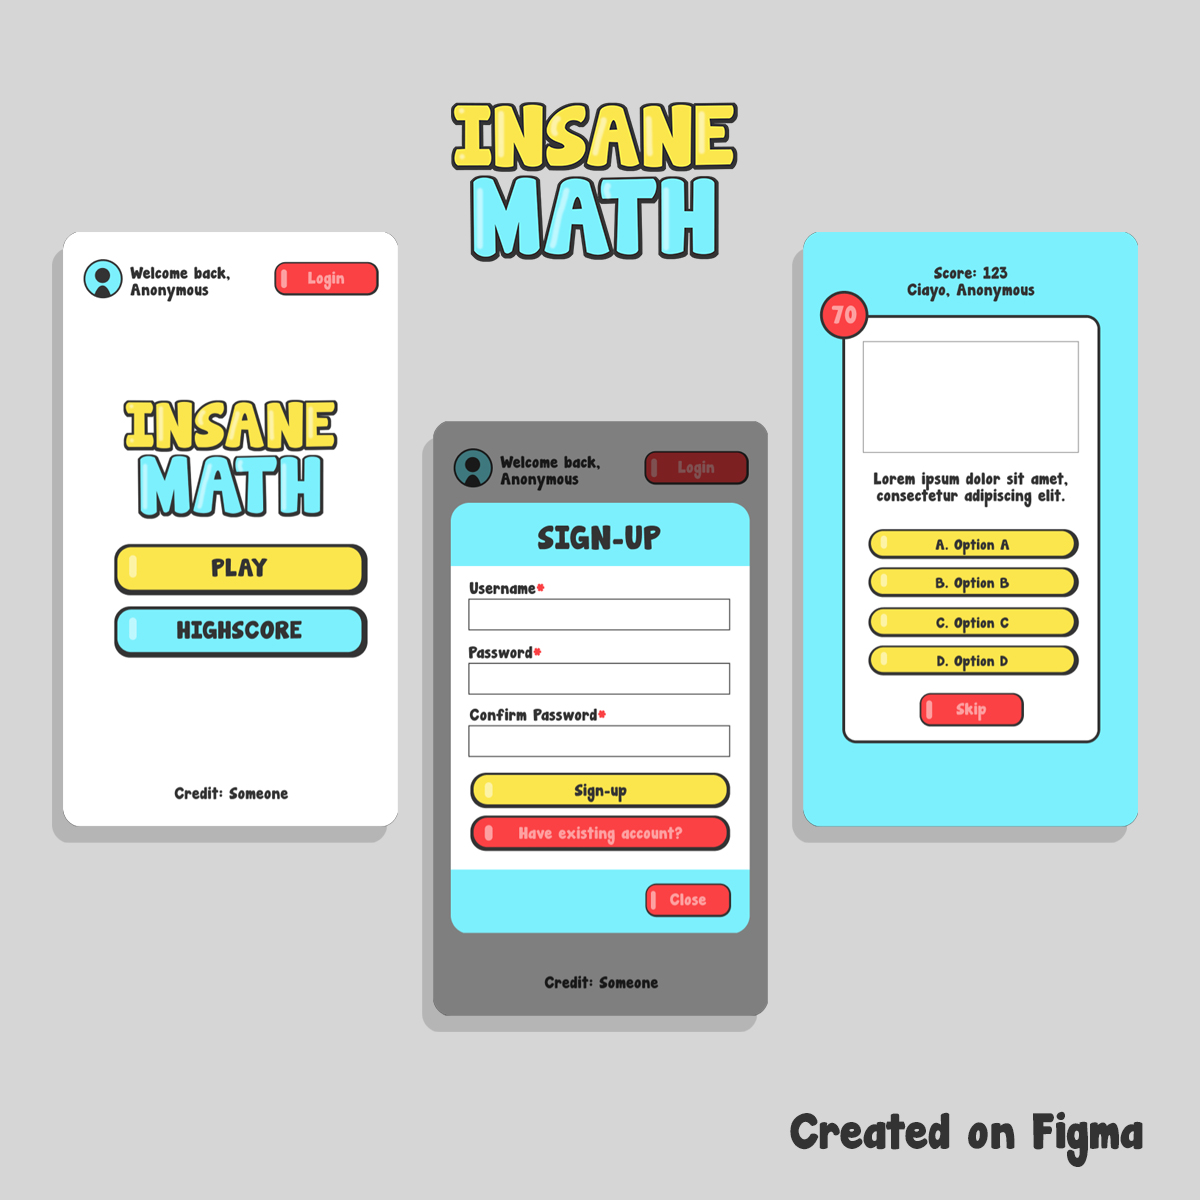 INSANE
MATH
Welcome back,
Anonymous
Login
INSANE
MATH
PLAY
HIGHSCORE
Credit: Someone
Welcome back,
Anonymous
Login
SIGN-UP
Username*
Password*
Confirm Password*
Sign-up
Have existing account?
Close
Credit: Someone
Score: 123
Ciayo, Anonymous
70
Lorem ipsum dolor sit amet,
consectetur adipiscing elit.
A. Option A
B. Option B
C. Option C
D. Option D
Skip
Created on Figma